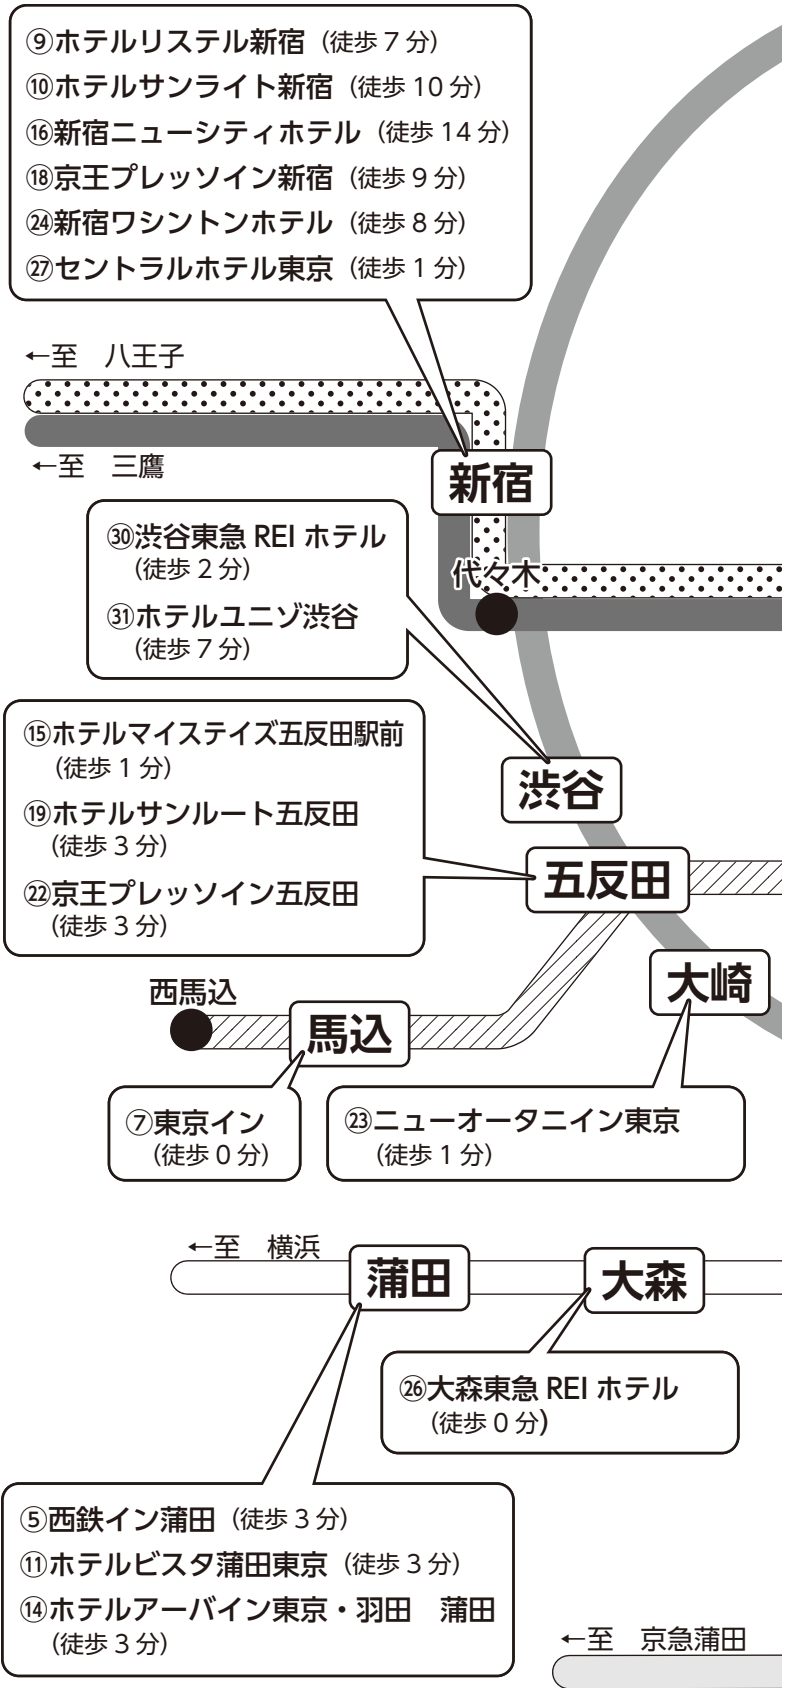 ⑨ホテルリステル新宿（徒歩 7 分）
⑩ホテルサンライト新宿（徒歩 10 分）
⑯新宿ニューシティホテル（徒歩 14 分）
⑱京王プレッソイン新宿（徒歩 9 分）
㉔新宿ワシントンホテル（徒歩 8 分）
㉗セントラルホテル東京（徒歩 1 分）
←至　八王子
←至　三鷹
新宿
㉚渋谷東急 REI ホテル
（徒歩 2 分）
㉛ホテルユニゾ渋谷
（徒歩 7 分）
代々木
⑮ホテルマイステイズ五反田駅前
（徒歩 1 分）
⑲ホテルサンルート五反田
（徒歩 3 分）
㉒京王プレッソイン五反田
（徒歩 3 分）
渋谷
五反田
大崎
西馬込
馬込
⑦東京イン
（徒歩 0 分）
㉓ニューオータニイン東京
（徒歩 1 分）
←至　横浜
蒲田
大森
㉖大森東急 REI ホテル
（徒歩 0 分）
⑤西鉄イン蒲田（徒歩 3 分）
⑪ホテルビスタ蒲田東京（徒歩 3 分）
⑭ホテルアーバイン東京・羽田　蒲田
（徒歩 3 分）
←至　京急蒲田